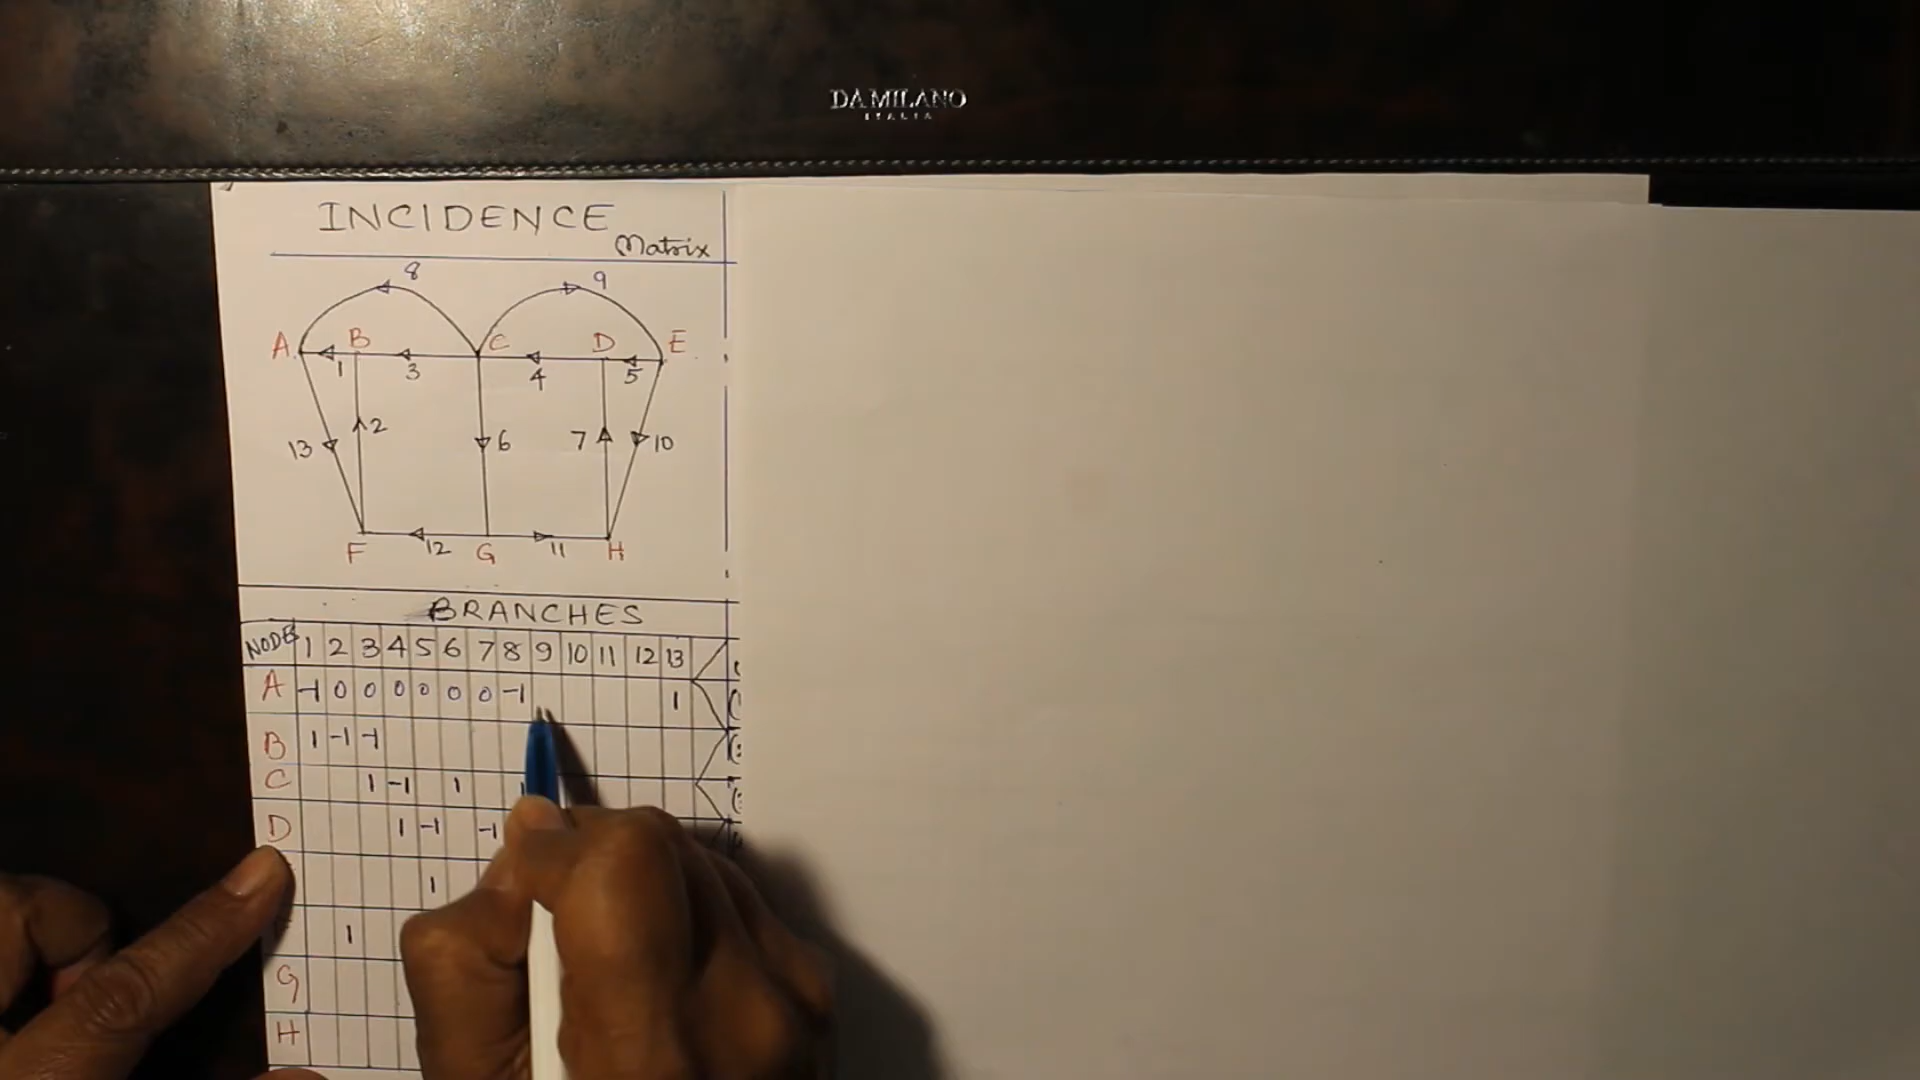 DA MILANO
ITALIA
INCIDENCE
Matrix
8 9
A B C D E
1 3 4 5
13 2 6 7 10
12 11
F G H
BRANCHES
NODES 1 2 3 4 5 6 7 8 9 10 11 12 13
A -1 0 0 0 0 0 0 -1 1
B 1 -1 -1
C 1 -1 1
D 1 -1 -1
1
1
G
H